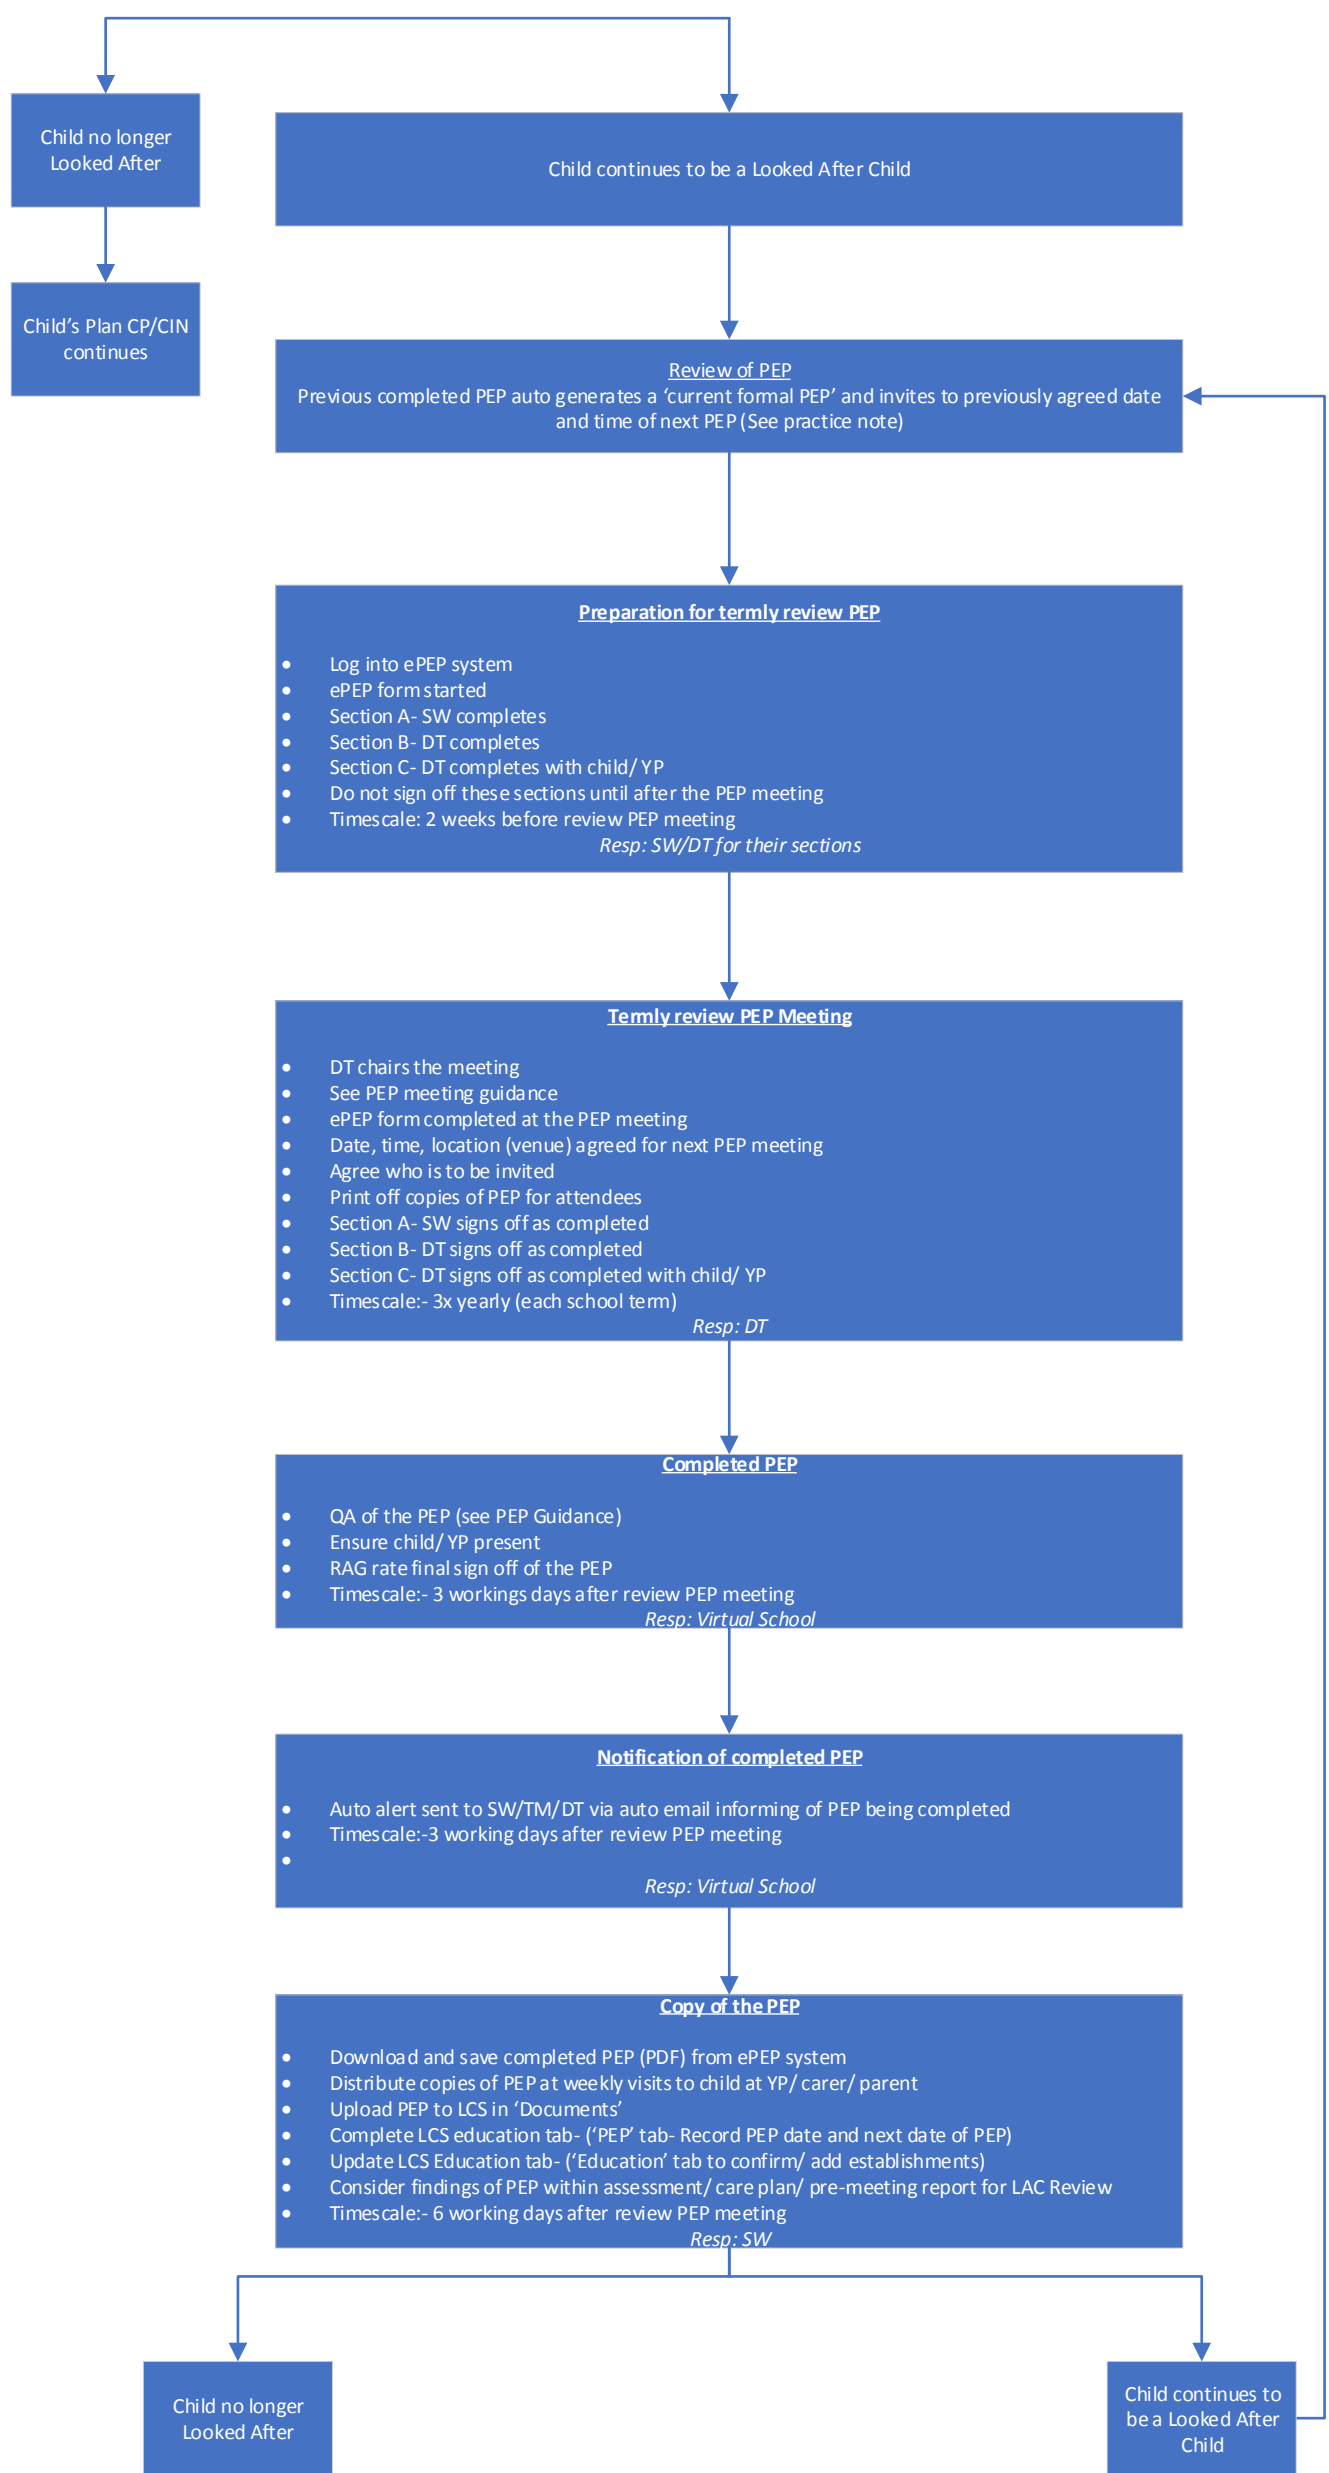 Child no longer
Looked After
Child continues to be a Looked After Child
Child's Plan CP/CIN
continues
Review of PEP
Previous completed PEP auto generates a 'current formal PEP' and invites to previously agreed date
and time of next PEP (See practice note)
Preparation for termly review PEP
• Log into ePEP system
• ePEP form started
• Section A- SW completes
• Section B- DT completes
• Section C- DT completes with child/ YP
• Do not sign off these sections until after the PEP meeting
• Timescale: 2 weeks before review PEP meeting
Resp: SW/DT for their sections
Termly review PEP Meeting
• DT chairs the meeting
• See PEP meeting guidance
• ePEP form completed at the PEP meeting
• Date, time, location (venue) agreed for next PEP meeting
• Agree who is to be invited
• Print off copies of PEP for attendees
• Section A- SW signs off as completed
• Section B- DT signs off as completed
• Section C- DT signs off as completed with child/ YP
• Timescale:- 3x yearly (each school term)
Resp: DT
Completed PEP
• QA of the PEP (see PEP Guidance)
• Ensure child/ YP present
• RAG rate final sign off of the PEP
• Timescale:- 3 workings days after review PEP meeting
Resp: Virtual School
Notification of completed PEP
• Auto alert sent to SW/TM/DT via auto email informing of PEP being completed
• Timescale:-3 working days after review PEP meeting
•
Resp: Virtual School
Copy of the PEP
• Download and save completed PEP (PDF) from ePEP system
• Distribute copies of PEP at weekly visits to child at YP/ carer/ parent
• Upload PEP to LCS in 'Documents'
• Complete LCS education tab- ('PEP' tab- Record PEP date and next date of PEP)
• Update LCS Education tab- ('Education' tab to confirm/ add establishments)
• Consider findings of PEP within assessment/ care plan/ pre-meeting report for LAC Review
• Timescale:- 6 working days after review PEP meeting
Resp: SW
Child no longer
Looked After
Child continues to
be a Looked After
Child